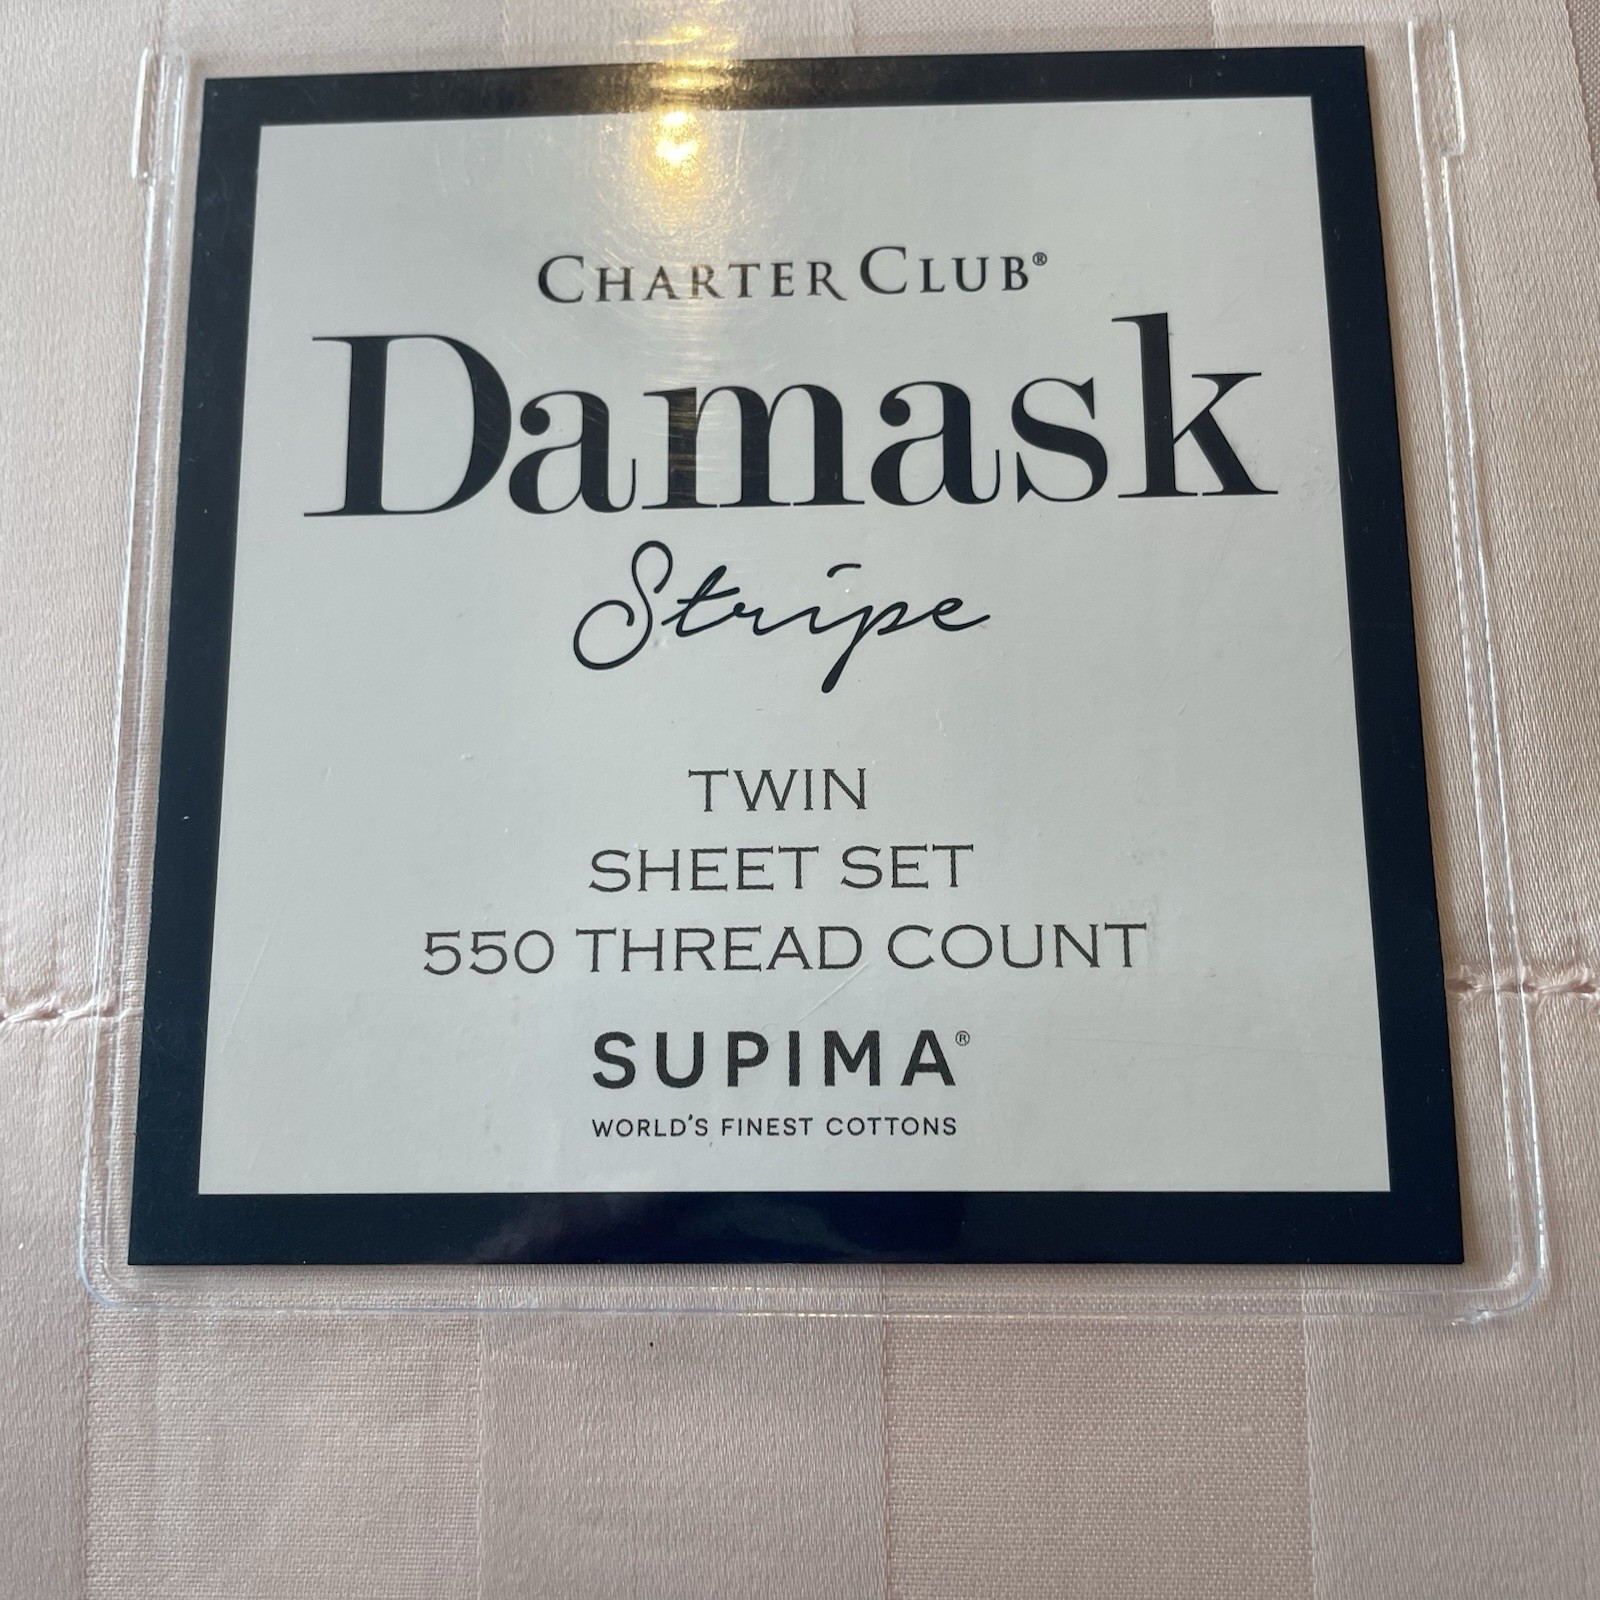 CHARTER CLUB®
Damask
Stripe
TWIN
SHEET SET
550 THREAD COUNT
SUPIMA®
WORLD'S FINEST COTTONS